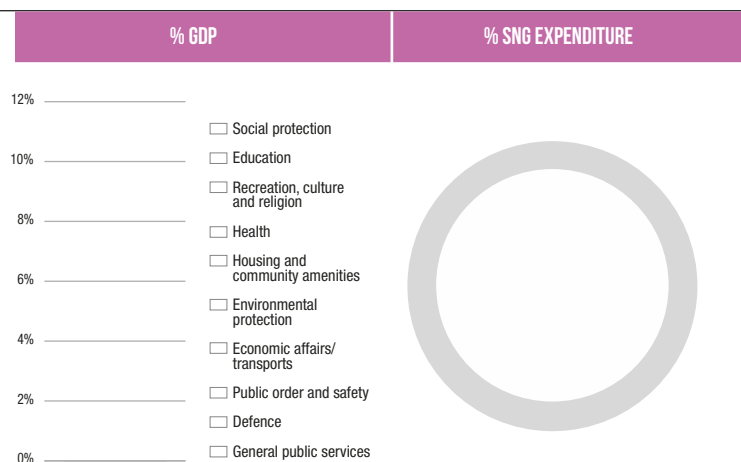 % GDP
% SNG EXPENDITURE
12%
10%
8%
6%
4%
2%
0%
Social protection
Education
Recreation, culture
and religion
Health
Housing and
community amenities
Environmental
protection
Economic affairs/
transports
Public order and safety
Defence
General public services